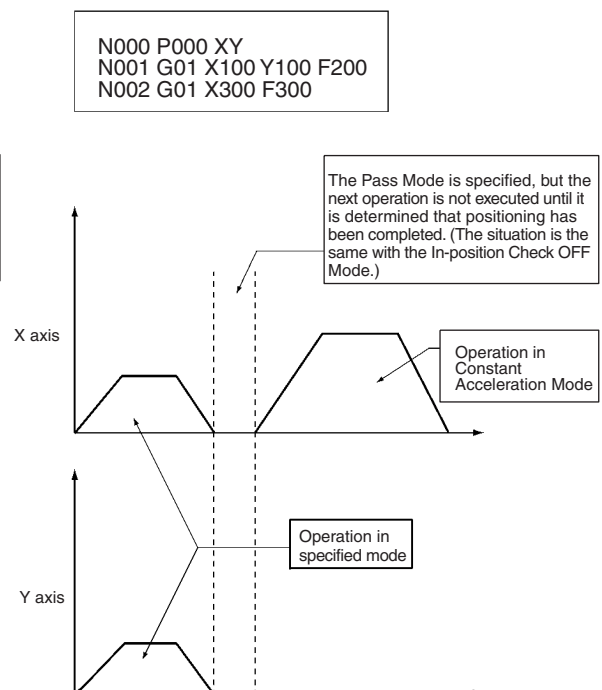 N000 P000 XY
N001 G01 X100 Y100 F200
N002 G01 X300 F300
The Pass Mode is specified, but the
next operation is not executed until it
is determined that positioning has
been completed. (The situation is the
same with the In-position Check OFF
Mode.)
X axis
Operation in
Constant
Acceleration Mode
Operation in
specified mode
Y axis